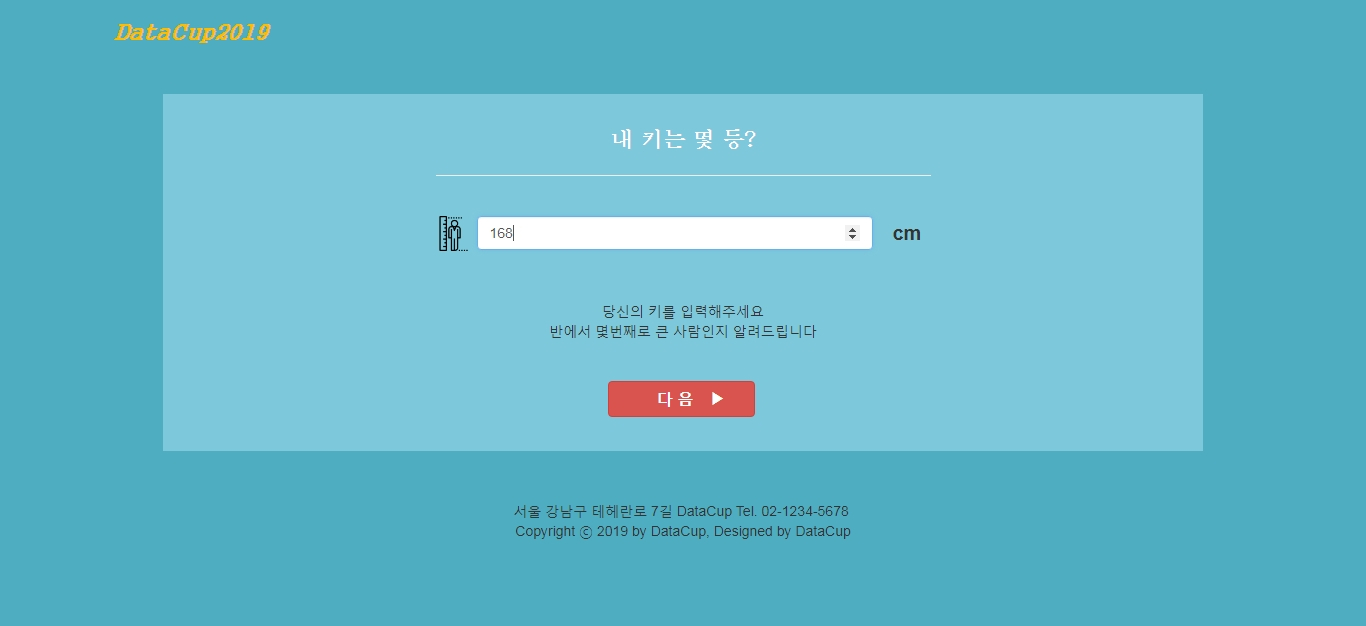 DataCup2019
내 키는 몇 등?
168
cm
당신의 키를 입력해주세요
반에서 몇번째로 큰 사람인지 알려드립니다
다음 ▶
서울 강남구 테헤란로 7길 DataCup Tel. 02-1234-5678
Copyright ⓒ 2019 by DataCup, Designed by DataCup